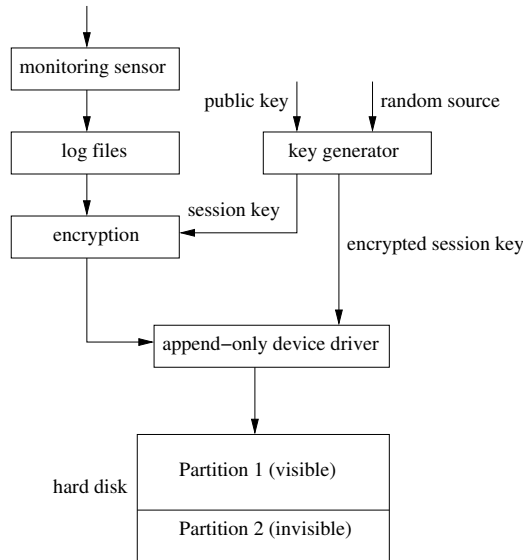 monitoring sensor
public key
random source
log files
key generator
session key
encryption
encrypted session key
append−only device driver
Partition 1 (visible)
hard disk
Partition 2 (invisible)